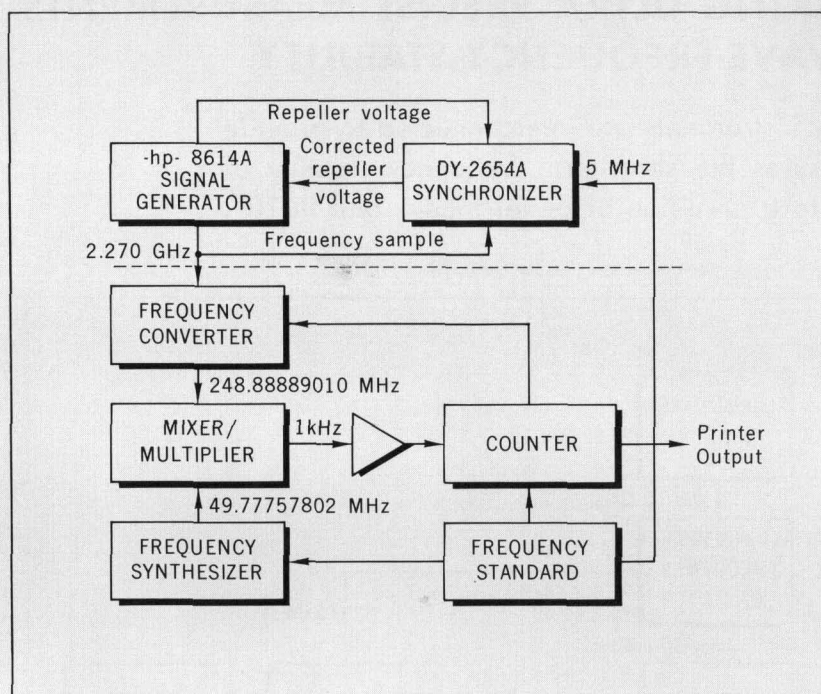 Repeller voltage
-hp- 8614A
SIGNAL
GENERATOR
Corrected
repeller
voltage
DY-2654A
SYNCHRONIZER
5 MHz
Frequency sample
2.270 GHz
FREQUENCY
CONVERTER
248.88889010 MHz
MIXER/
MULTIPLIER
1kHz
COUNTER
Printer
Output
49.77757802 MHz
FREQUENCY
SYNTHESIZER
FREQUENCY
STANDARD